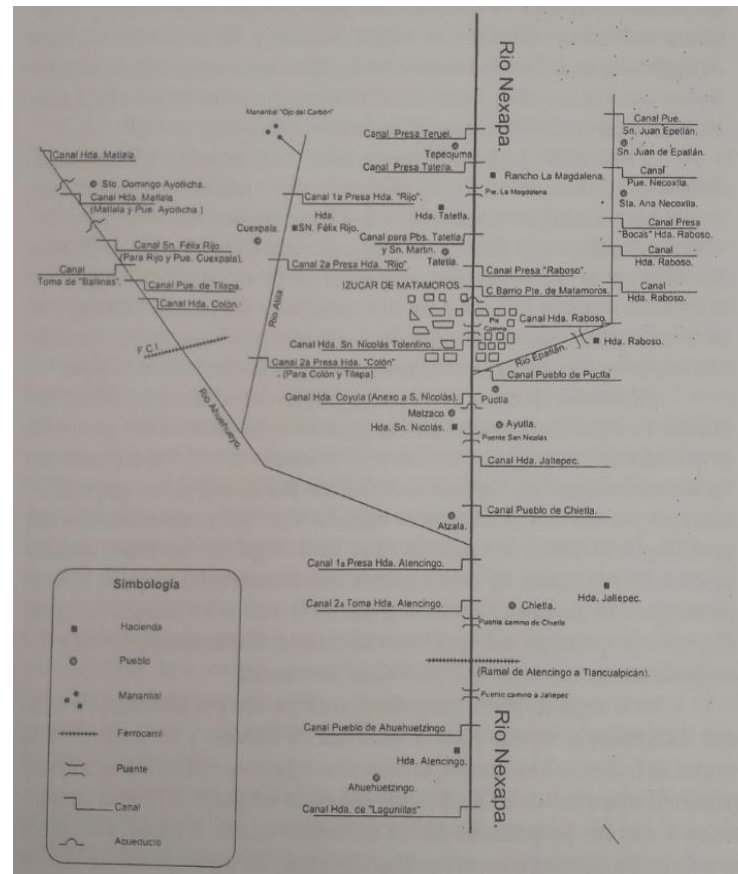 Rio Nexapa.
Manantial "Ojo del Carbón"
Canal Hda. Matlala.
Sto. Domingo Ayotlicha.
Canal Hda. Matlala
(Matlala y Pue. Ayotlicha )
Cuexpala.
Canal Sn. Félix Rijo
(Para Rijo y Pue. Cuexpala).
Canal
Toma de "Ballinas".
Canal Pue. de Tilapa.
Canal Hda. Colón.
F C I.
Rio Ahuehueyo.
Canal 1a Presa Hda. "Rijo".
Hda.
SN. Félix Rijo.
Canal 2a Presa Hda. "Rijo"
Rio Atila.
Canal 2a Presa Hda. "Colón"
(Para Colón y Tilapa).
Canal Presa Teruel.
Tepeojuma.
Canal Presa Tatetla.
Rancho La Magdalena.
Pte. La Magdalena
Hda. Tatetla.
Canal para Pbs. Tatetla
y Sn. Martin.
Tatetla.
Canal Presa "Raboso".
IZUCAR DE MATAMOROS.
C Barrio Pte. de Matamoros.
Canal Hda. Raboso.
Canal Hda. Sn. Nicolás Tolentino.
Rio Epatlán.
Hda. Raboso.
Canal Pue.
Sn. Juan Epetlán.
Sn. Juan de Epatlán.
Canal
Pue. Necoxtla.
Sta. Ana Necoxtla.
Canal Presa
"Bocas" Hda. Raboso.
Canal
Hda. Raboso.
Canal
Hda. Raboso.
Canal Pueblo de Puctla
Canal Hda. Coyula (Anexo a S. Nicolás).
Puctla
Matzaco
Hda. Sn. Nicolás.
Ayutla.
Puente San Nicolás
Canal Hda. Jaltepec.
Canal Pueblo de Chietla.
Atzala.
Canal 1a Presa Hda. Atencingo.
Canal 2a Toma Hda. Atencingo.
Chietla.
Hda. Jaltepec.
Puente camino de Chietla
(Ramal de Atencingo a Tlancualpicán).
Puente camino a Jaltepec
Canal Pueblo de Ahuehuetzingo
Hda. Atencingo.
Ahuehuetzingo.
Canal Hda. de "Lagunillas"
Rio Nexapa.
Simbología
Hacienda
Pueblo
Manantial
Ferrocarril
Puente
Canal
Acueducto